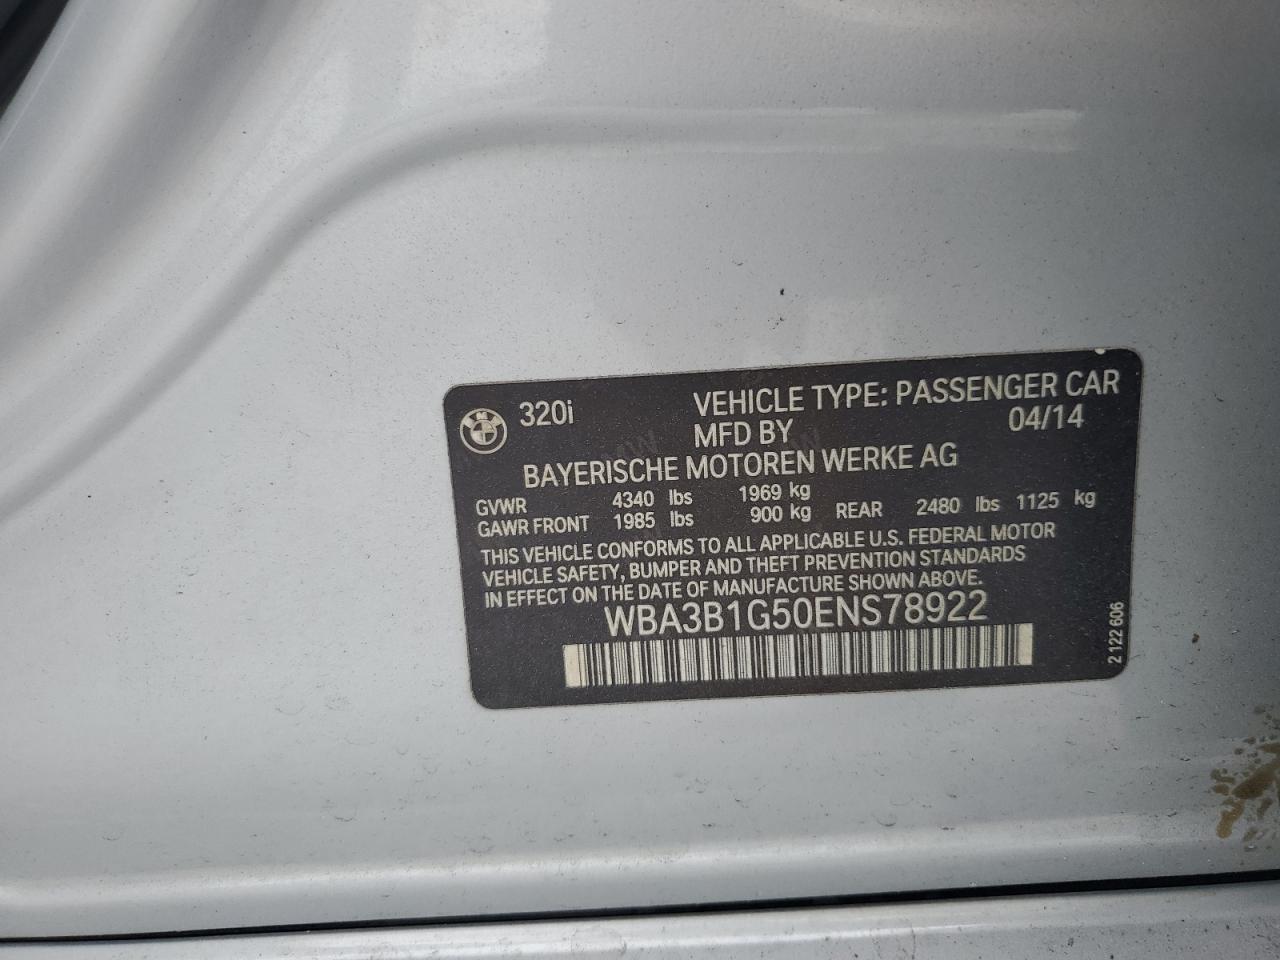 320i VEHICLE TYPE: PASSENGER CAR
MFD BY 04/14
BAYERISCHE MOTOREN WERKE AG
GVWR 4340 lbs 1969 kg
GAWR FRONT 1985 lbs 900 kg REAR 2480 lbs 1125 kg
THIS VEHICLE CONFORMS TO ALL APPLICABLE U.S. FEDERAL MOTOR
VEHICLE SAFETY, BUMPER AND THEFT PREVENTION STANDARDS
IN EFFECT ON THE DATE OF MANUFACTURE SHOWN ABOVE.
WBA3B1G50ENS78922
2 122 606